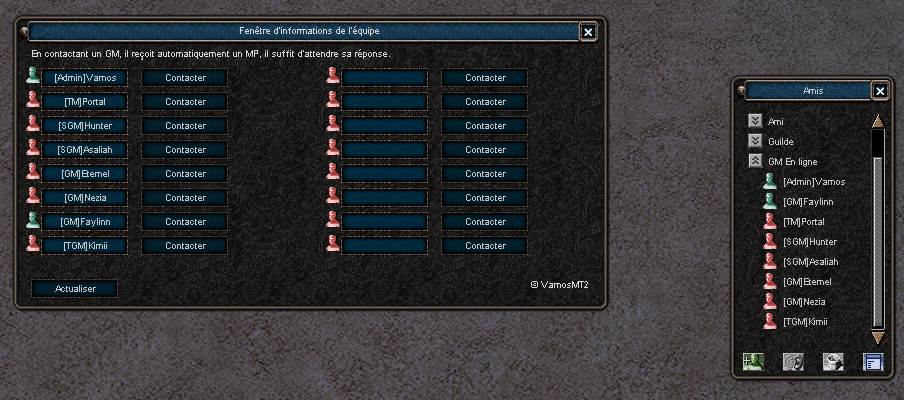 Fenêtre d'informations de l'équipe
En contactant un GM, il reçoit automatiquement un MP, il suffit d'attendre sa réponse.
[Admin]Vamos Contacter Contacter
[TM]Portal Contacter Contacter
[SGM]Hunter Contacter Contacter
[SGM]Asaliah Contacter Contacter
[GM]Eternel Contacter Contacter
[GM]Nezia Contacter Contacter
[GM]Faylinn Contacter Contacter
[TGM]Kimii Contacter Contacter
Actualiser
© VamosMT2
Amis
Ami
Guilde
GM En ligne
[Admin]Vamos
[GM]Faylinn
[TM]Portal
[SGM]Hunter
[SGM]Asaliah
[GM]Eternel
[GM]Nezia
[TGM]Kimii